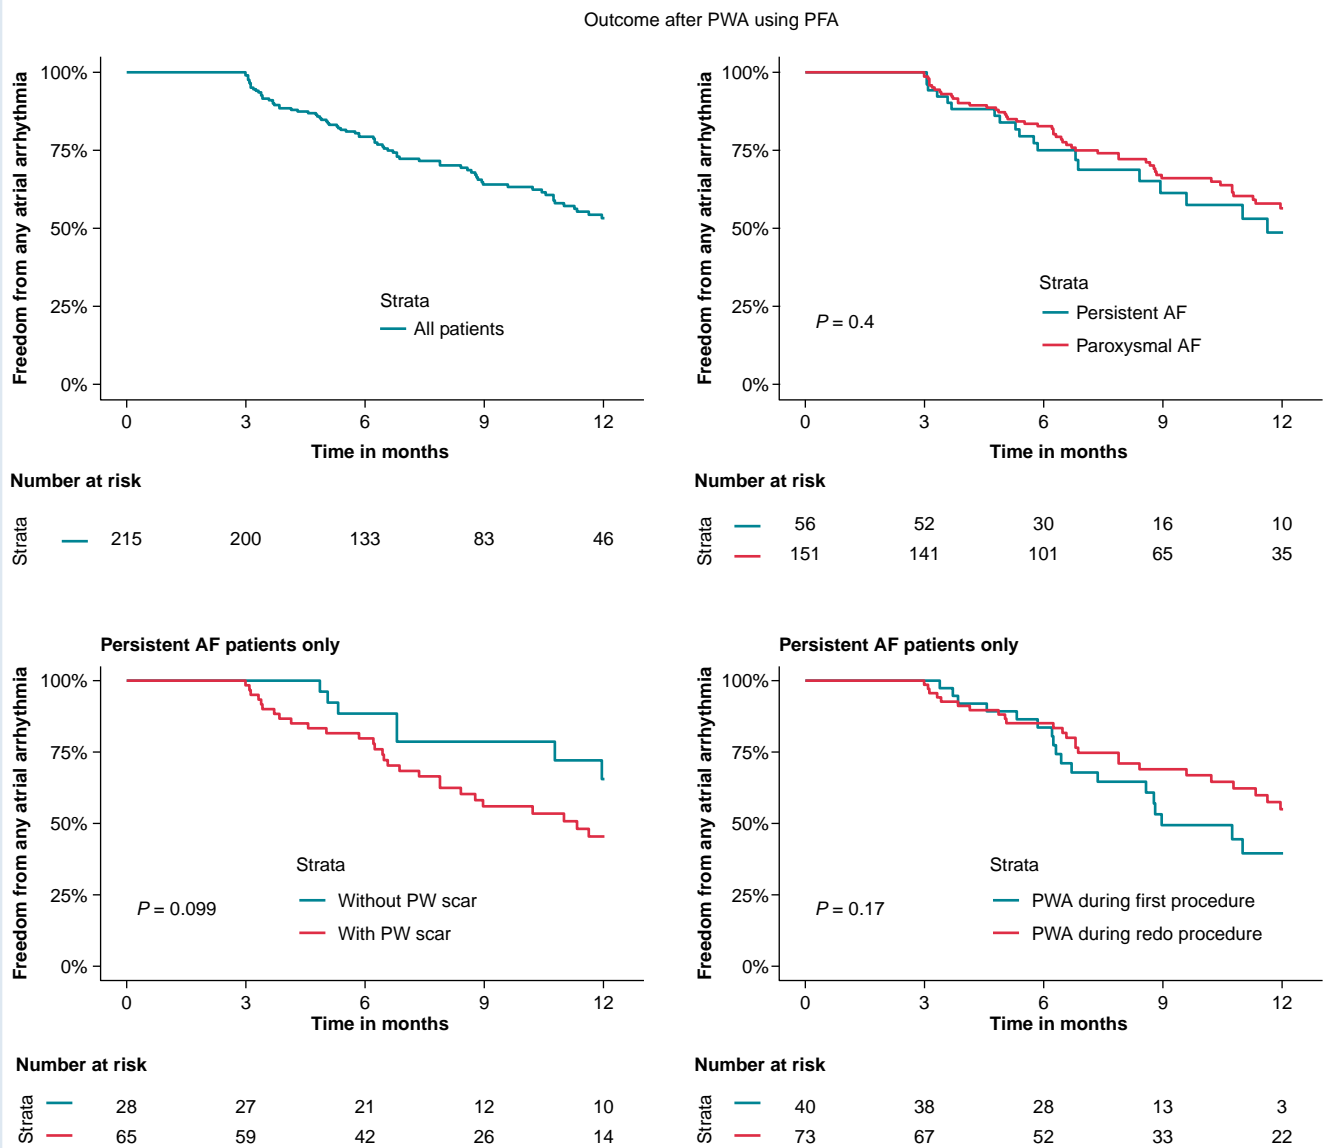 Outcome after PWA using PFA
Freedom from any atrial arrhythmia
100%
75%
50%
25%
0%
Strata
All patients
0 3 6 9 12
Time in months
Number at risk
Strata
215 200 133 83 46
Freedom from any atrial arrhythmia
100%
75%
50%
25%
0%
P = 0.4
Strata
Persistent AF
Paroxysmal AF
0 3 6 9 12
Time in months
Number at risk
Strata
56 52 30 16 10
151 141 101 65 35
Persistent AF patients only
Freedom from any atrial arrhythmia
100%
75%
50%
25%
0%
P = 0.099
Strata
Without PW scar
With PW scar
0 3 6 9 12
Time in months
Number at risk
Strata
28 27 21 12 10
65 59 42 26 14
Persistent AF patients only
Freedom from any atrial arrhythmia
100%
75%
50%
25%
0%
P = 0.17
Strata
PWA during first procedure
PWA during redo procedure
0 3 6 9 12
Time in months
Number at risk
Strata
40 38 28 13 3
73 67 52 33 22